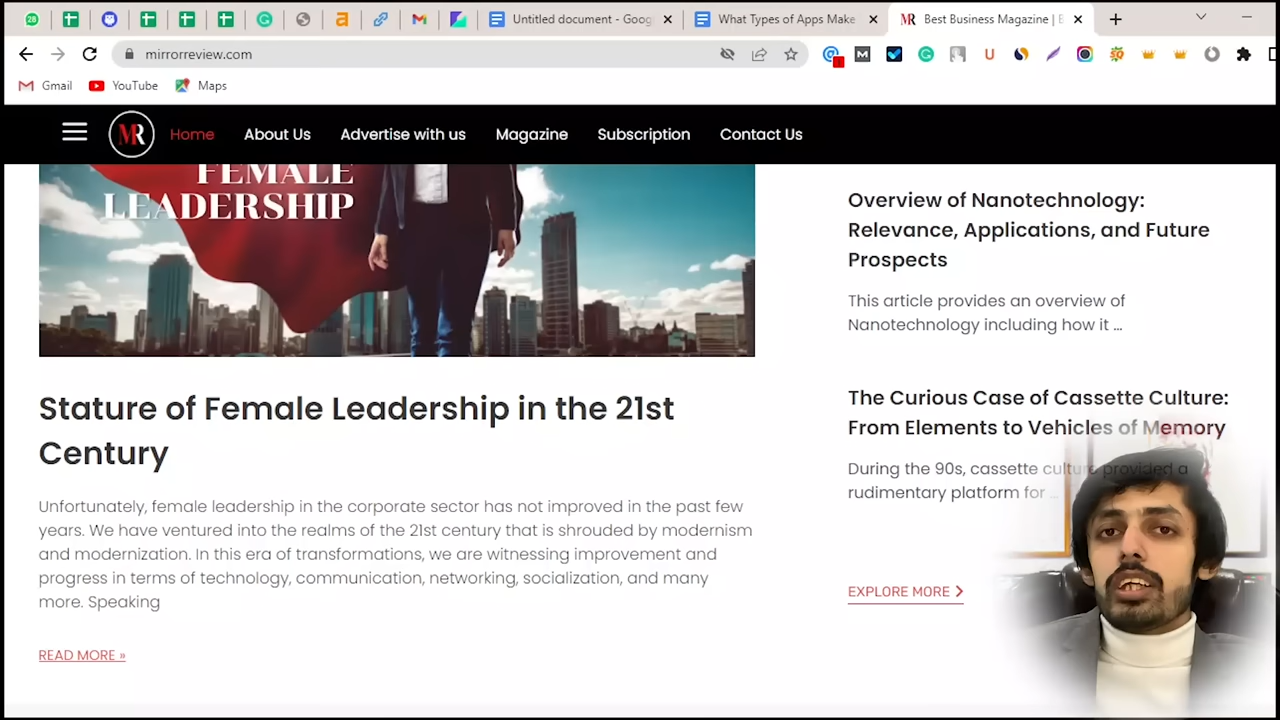 28
Untitled document - Goog
What Types of Apps Make
MR
Best Business Magazine | B
mirrorreview.com
Gmail
YouTube
Maps
MR
Home
About Us
Advertise with us
Magazine
Subscription
Contact Us
FEMALE
LEADERSHIP
Stature of Female Leadership in the 21st
Century
Unfortunately, female leadership in the corporate sector has not improved in the past few
years. We have ventured into the realms of the 21st century that is shrouded by modernism
and modernization. In this era of transformations, we are witnessing improvement and
progress in terms of technology, communication, networking, socialization, and many
more. Speaking
READ MORE »
Overview of Nanotechnology:
Relevance, Applications, and Future
Prospects
This article provides an overview of
Nanotechnology including how it ...
The Curious Case of Cassette Culture:
From Elements to Vehicles of Memory
During the 90s, cassette culture provided a
rudimentary platform for ...
EXPLORE MORE